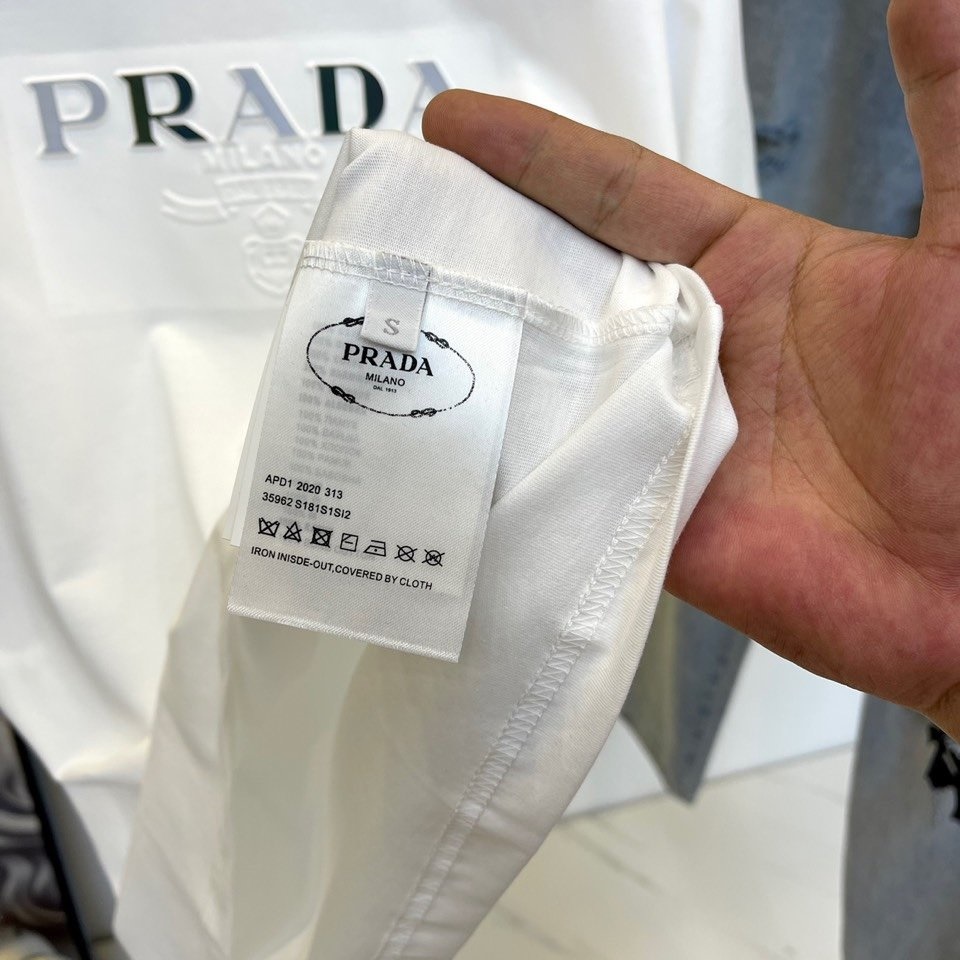 PRADA
MILANO
S
PRADA
MILANO
DAL 1913
APD1 2020 313
35962 S181S1SI2
IRON INISDE-OUT,COVERED BY CLOTH